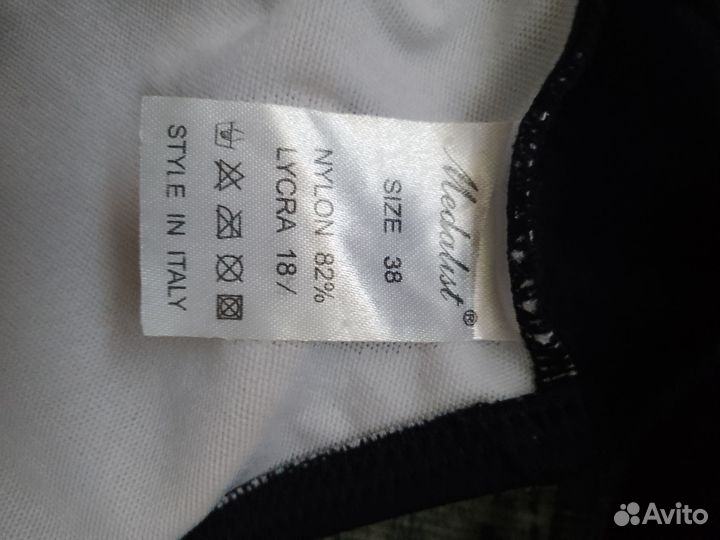 Medalist®
SIZE 38
NYLON 82%
LYCRA 18/
STYLE IN ITALY
Avito